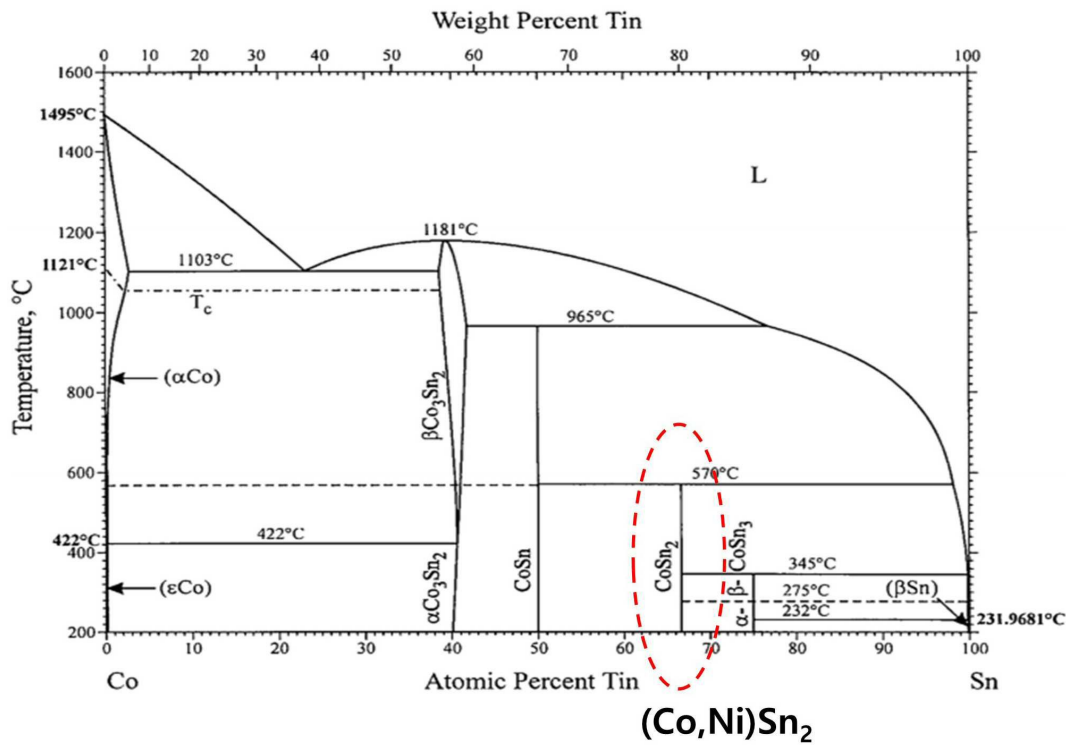 Weight Percent Tin
0 10 20 30 40 50 60 70 80 90 100
1600
1495°C
1400
L
1181°C
1200
1121°C
1103°C
T_c
1000
965°C
Temperature, °C
(αCo)
800
βCo₃Sn₂
600
570°C
422°C
422°C
400
CoSn
CoSn₂
α- β- CoSn₃
345°C
275°C
(βSn)
(εCo)
αCo₃Sn₂
232°C
231.9681°C
200
0 10 20 30 40 50 60 70 80 90 100
Co
Atomic Percent Tin
Sn
(Co,Ni)Sn₂